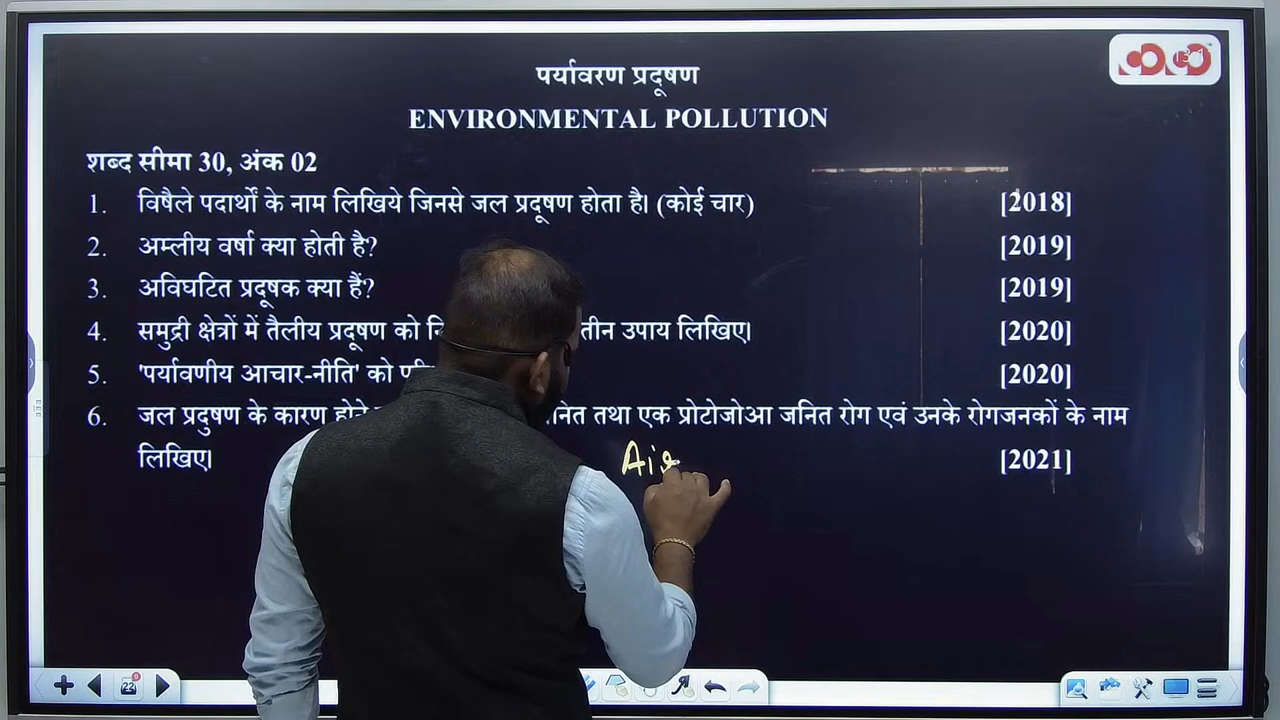 पर्यावरण प्रदूषण
ENVIRONMENTAL POLLUTION
शब्द सीमा 30, अंक 02
1. विषैले पदार्थों के नाम लिखिये जिनसे जल प्रदूषण होता है। (कोई चार) [2018]
2. अम्लीय वर्षा क्या होती है? [2019]
3. अविघटित प्रदूषक क्या हैं? [2019]
4. समुद्री क्षेत्रों में तैलीय प्रदूषण को तीन उपाय लिखिए। [2020]
5. 'पर्यावणीय आचार-नीति' को [2020]
6. जल प्रदुषण के कारण होने तथा एक प्रोटोजोआ जनित रोग एवं उनके रोगजनकों के नाम
लिखिए। [2021]
Air
22